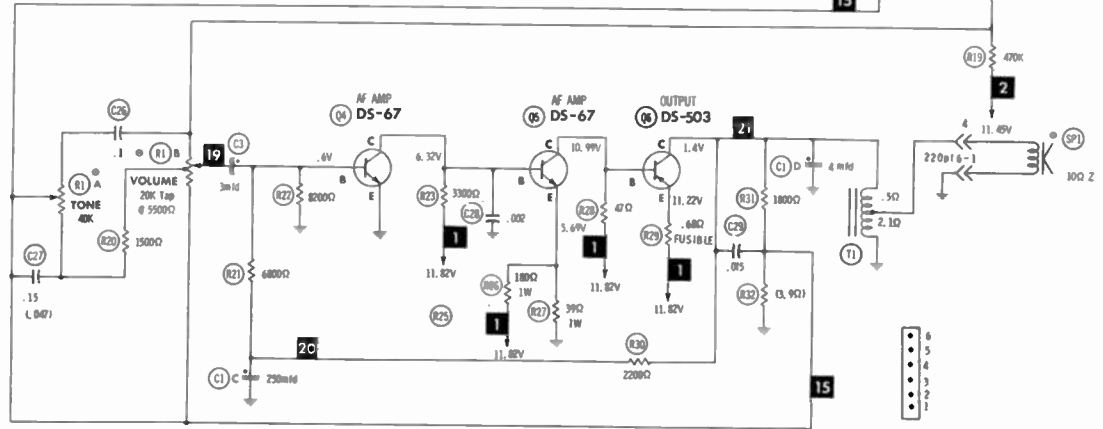 15
R19
470K
2
11.45V
C26
.1
R1 B
19
C3
3mfd
VOLUME
20K Tap
@ 5500Ω
R1
A
TONE
40K
R20
1500Ω
C27
.15
(.047)
AF AMP
Q4 DS-67
C
B
E
.6V
R22
8200Ω
R21
6800Ω
20
C1 C
250mfd
6.32V
R23
3300Ω
1
11.82V
C28
.002
R25
AF AMP
Q5 DS-67
C
B
E
10.99V
5.69V
180Ω
1W
1
11.82V
R27
39Ω
1W
R28
47Ω
1
11.82V
OUTPUT
Q6 DS-503
C
B
E
1.4V
11.22V
R29
.68Ω
FUSIBLE
1
11.82V
R30
2200Ω
21
C1 D
4 mfd
R31
1800Ω
C29
.015
R32
(3.9Ω)
15
T1
.5Ω
2.1Ω
4
220pf 6-1
SP1
10Ω Z
6
5
4
3
2
1